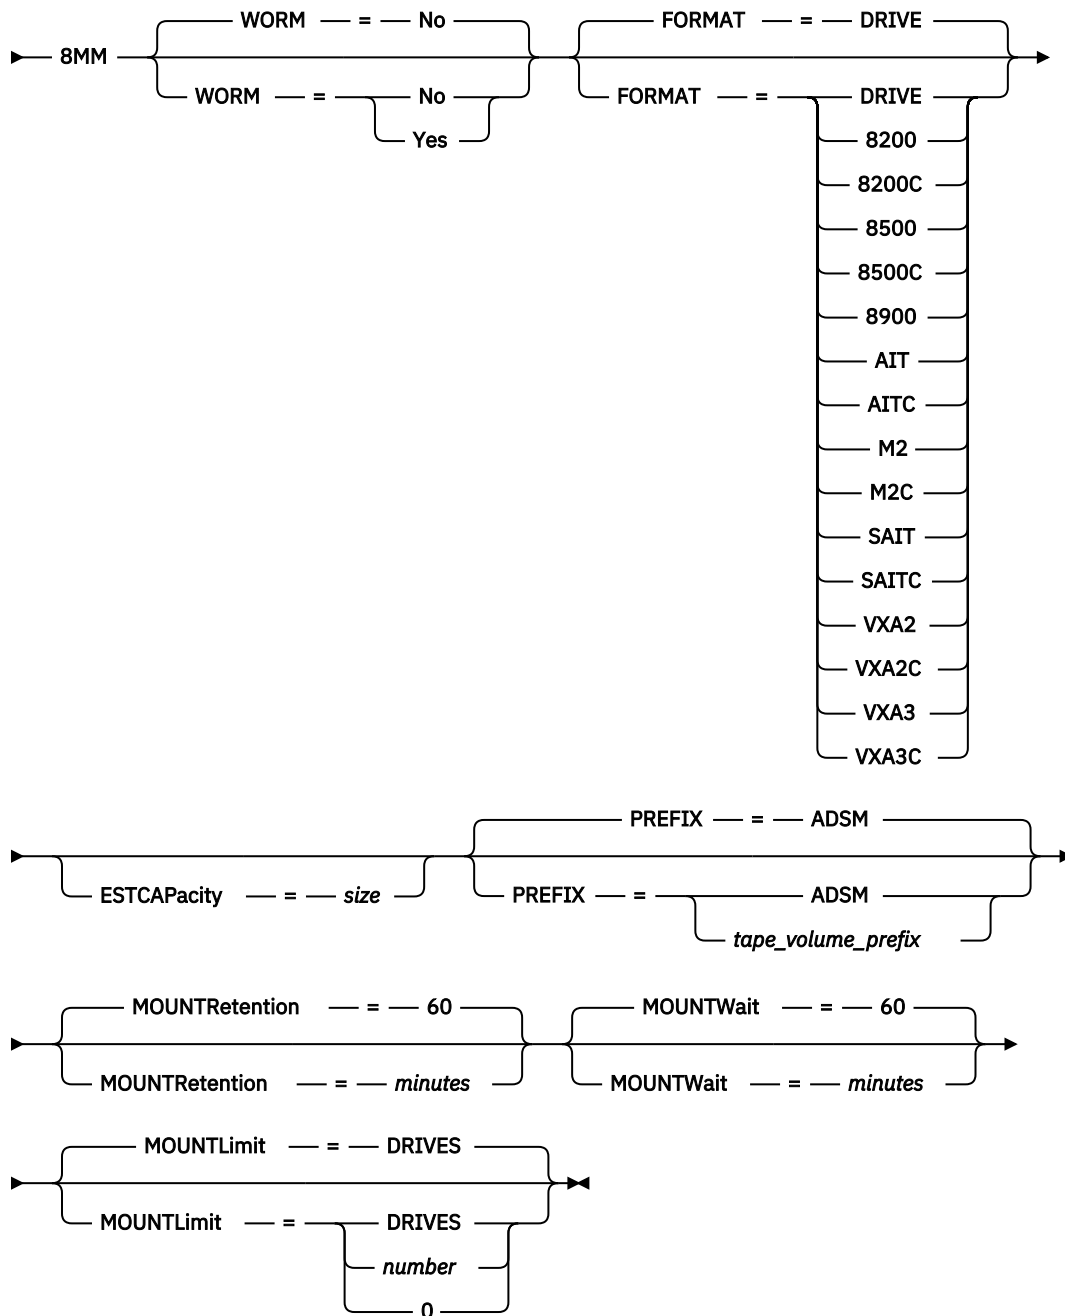 WORM = No FORMAT = DRIVE
8MM
WORM = No FORMAT = DRIVE
Yes 8200
8200C
8500
8500C
8900
AIT
AITC
M2
M2C
SAIT
SAITC
VXA2
VXA2C
VXA3
VXA3C
PREFIX = ADSM
ESTCAPacity = size PREFIX = ADSM
tape_volume_prefix
MOUNTRetention = 60 MOUNTWait = 60
MOUNTRetention = minutes MOUNTWait = minutes
MOUNTLimit = DRIVES
MOUNTLimit = DRIVES
number
0